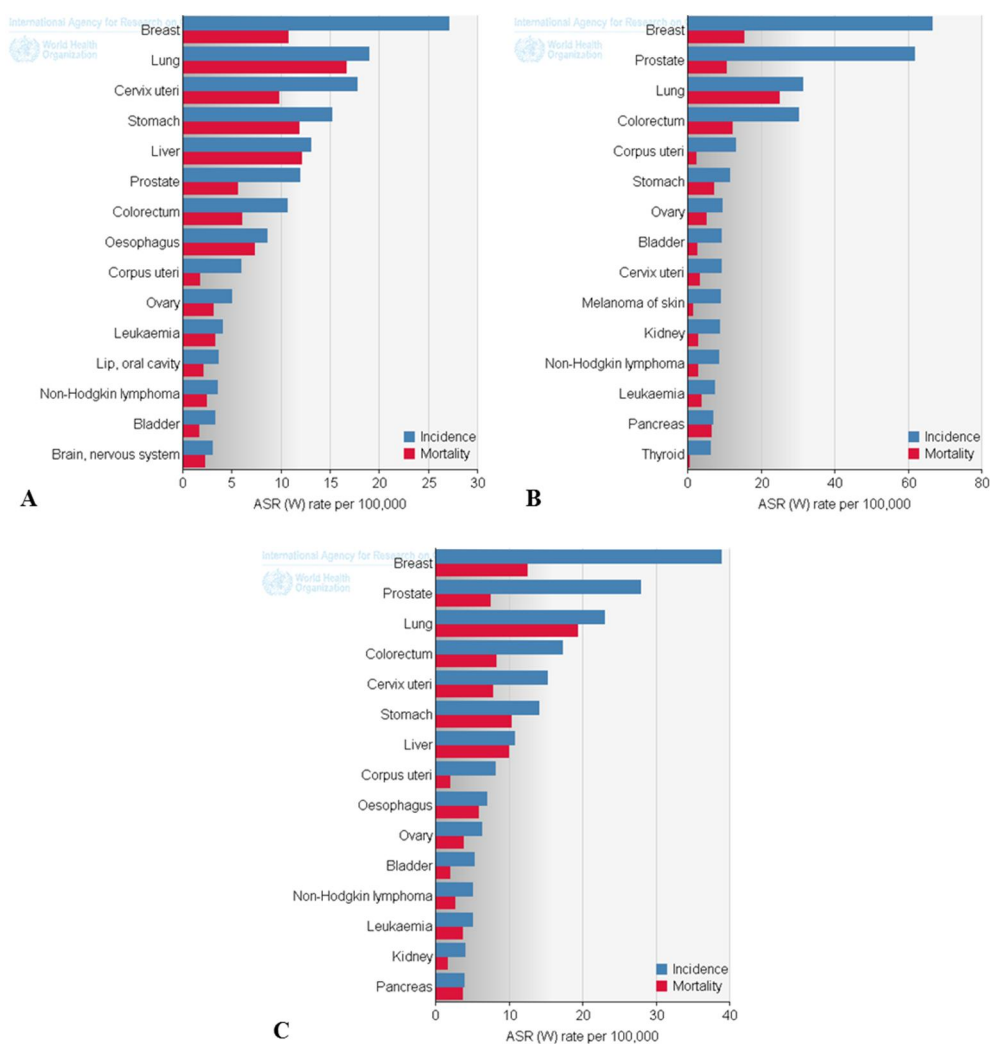 International Agency for Research on
World Health
Organization
Breast
Lung
Cervix uteri
Stomach
Liver
Prostate
Colorectum
Oesophagus
Corpus uteri
Ovary
Leukaemia
Lip, oral cavity
Non-Hodgkin lymphoma
Bladder
Brain, nervous system
Incidence
Mortality
0 5 10 15 20 25 30
ASR (W) rate per 100,000
A
International Agency for Research on
World Health
Organization
Breast
Prostate
Lung
Colorectum
Corpus uteri
Stomach
Ovary
Bladder
Cervix uteri
Melanoma of skin
Kidney
Non-Hodgkin lymphoma
Leukaemia
Pancreas
Thyroid
Incidence
Mortality
0 20 40 60 80
ASR (W) rate per 100,000
B
International Agency for Research on
World Health
Organization
Breast
Prostate
Lung
Colorectum
Cervix uteri
Stomach
Liver
Corpus uteri
Oesophagus
Ovary
Bladder
Non-Hodgkin lymphoma
Leukaemia
Kidney
Pancreas
Incidence
Mortality
0 10 20 30 40
ASR (W) rate per 100,000
C